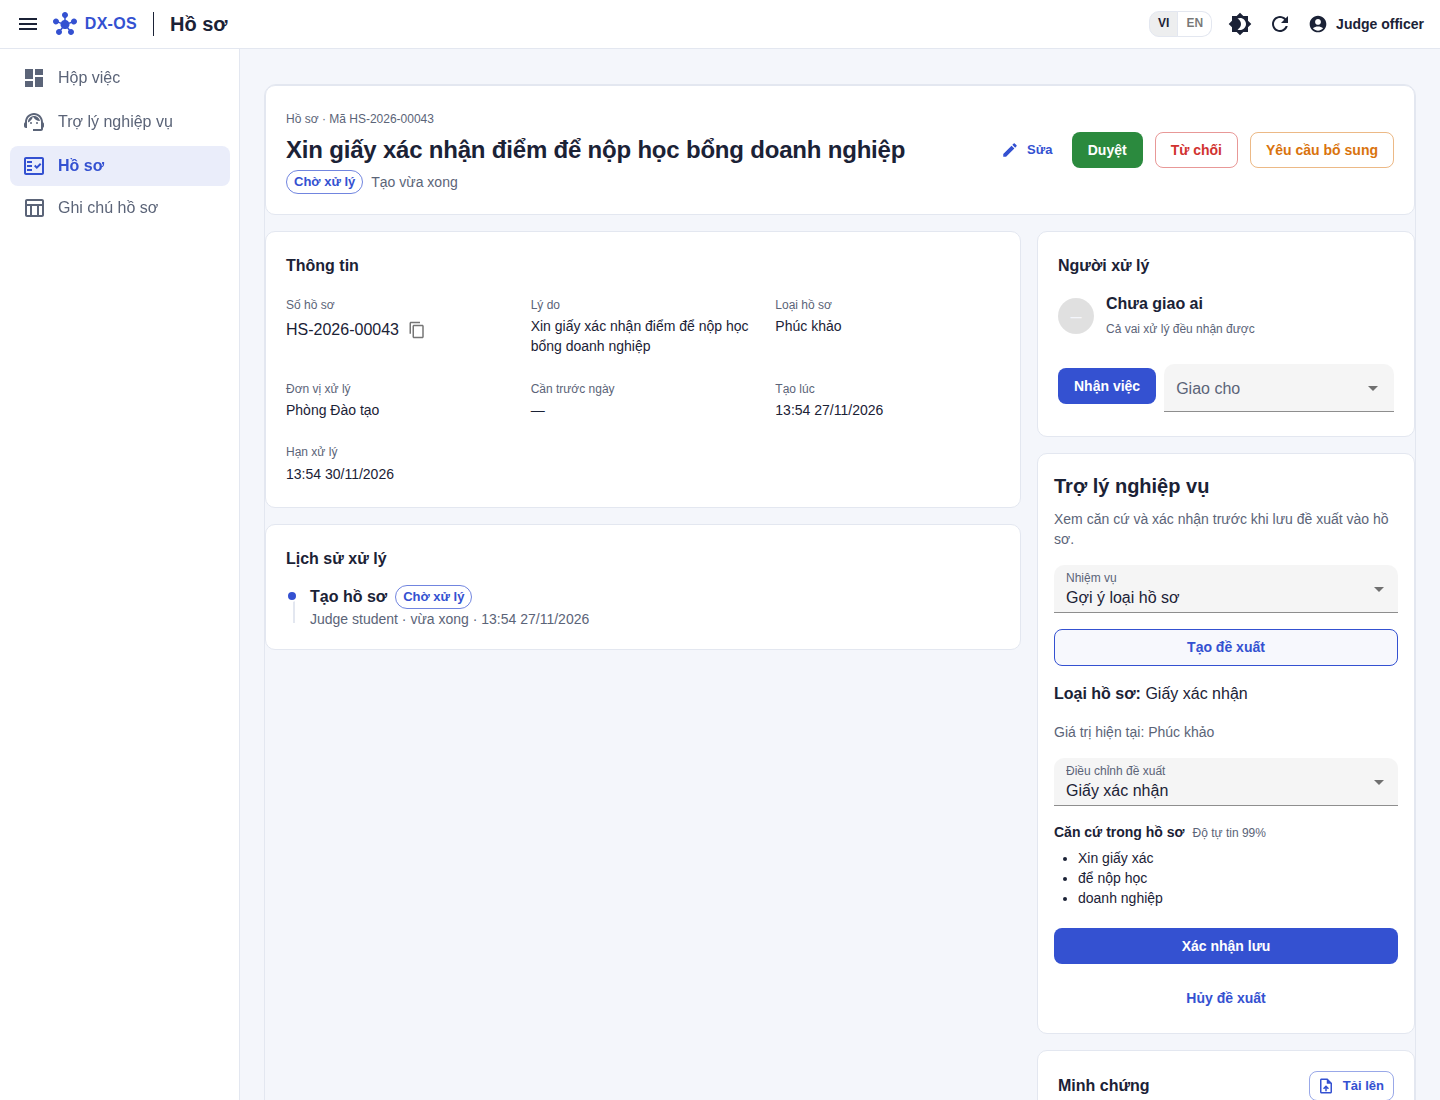 DX-OS
Hồ sơ
VI
EN
Judge officer
Hộp việc
Trợ lý nghiệp vụ
Hồ sơ
Ghi chú hồ sơ
Hồ sơ · Mã HS-2026-00043
Xin giấy xác nhận điểm để nộp học bổng doanh nghiệp
Chờ xử lý
Tạo vừa xong
Sửa
Duyệt
Từ chối
Yêu cầu bổ sung
Thông tin
Số hồ sơ
HS-2026-00043
Lý do
Xin giấy xác nhận điểm để nộp học
bổng doanh nghiệp
Loại hồ sơ
Phúc khảo
Đơn vị xử lý
Phòng Đào tạo
Cần trước ngày
—
Tạo lúc
13:54 27/11/2026
Hạn xử lý
13:54 30/11/2026
Lịch sử xử lý
Tạo hồ sơ
Chờ xử lý
Judge student · vừa xong · 13:54 27/11/2026
Người xử lý
—
Chưa giao ai
Cả vai xử lý đều nhận được
Nhận việc
Giao cho
Trợ lý nghiệp vụ
Xem căn cứ và xác nhận trước khi lưu đề xuất vào hồ
sơ.
Nhiệm vụ
Gợi ý loại hồ sơ
Tạo đề xuất
Loại hồ sơ: Giấy xác nhận
Giá trị hiện tại: Phúc khảo
Điều chỉnh đề xuất
Giấy xác nhận
Căn cứ trong hồ sơ Độ tự tin 99%
• Xin giấy xác
• để nộp học
• doanh nghiệp
Xác nhận lưu
Hủy đề xuất
Minh chứng
Tải lên